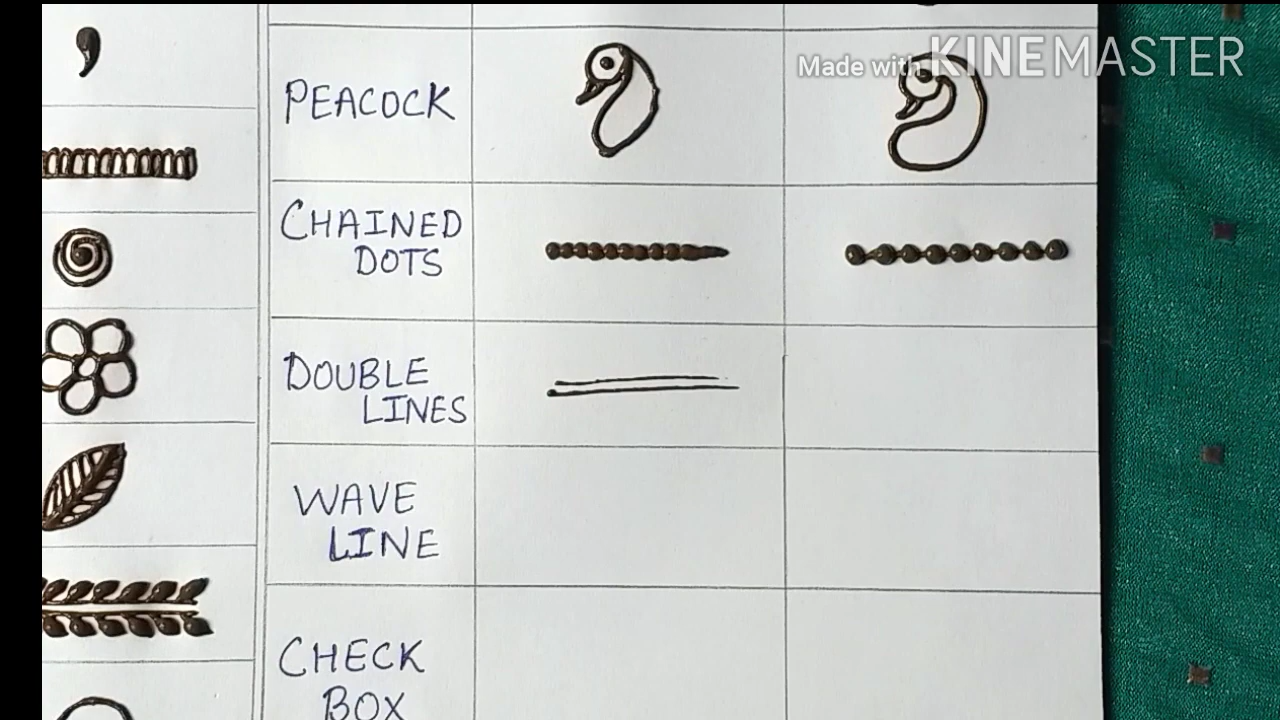 Made with KINEMASTER
PEACOCK
CHAINED
DOTS
DOUBLE
LINES
WAVE
LINE
CHECK
BOX